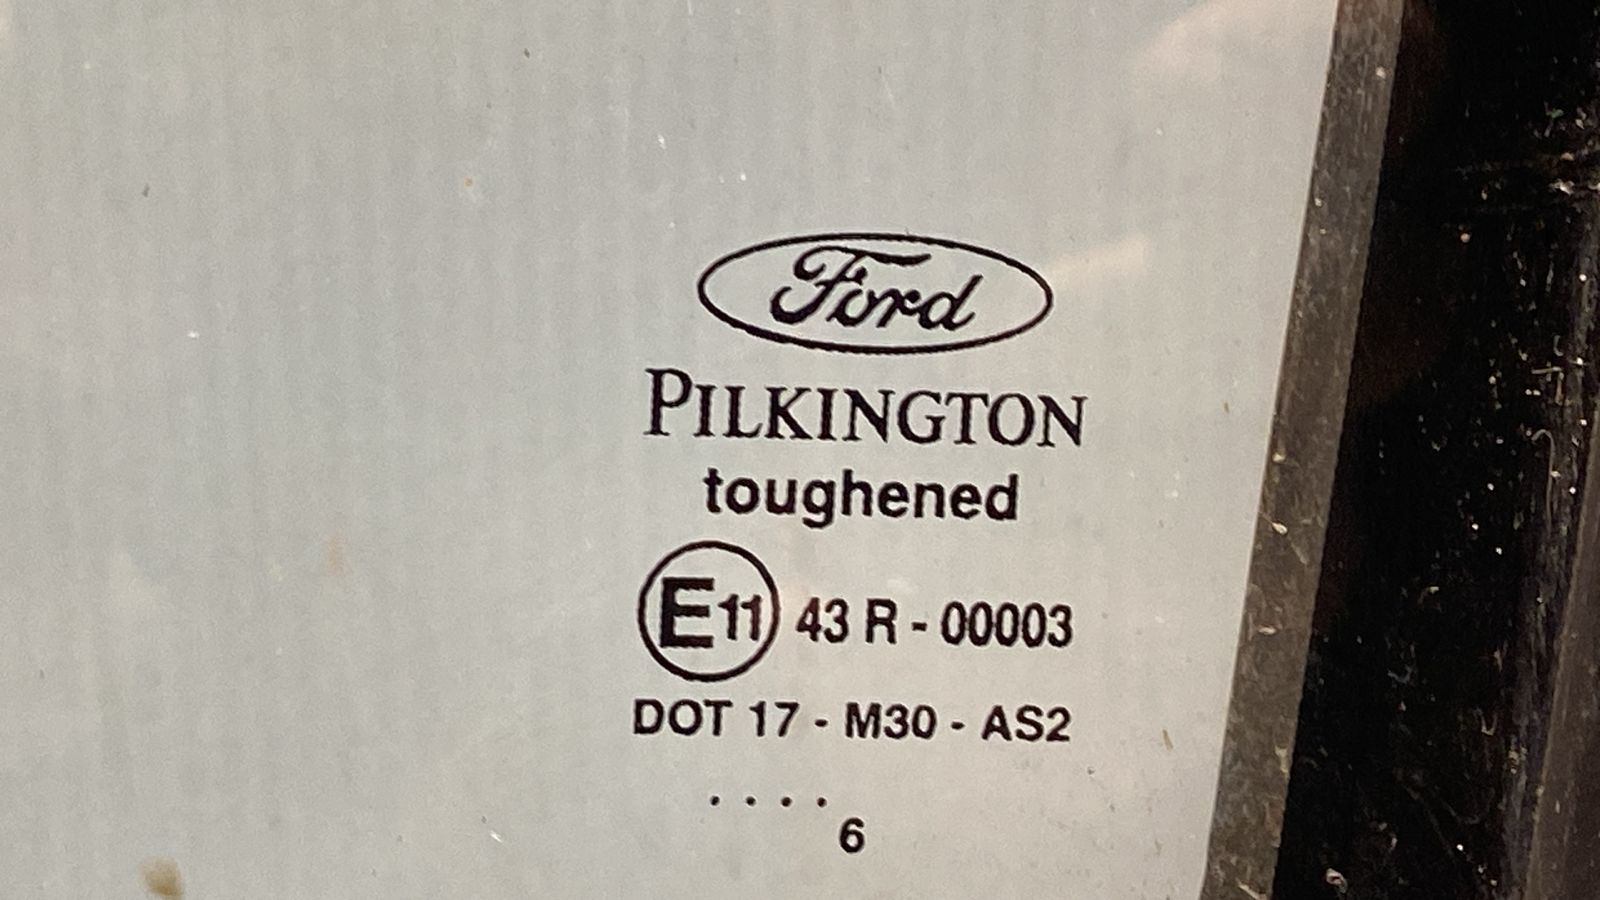 Ford
PILKINGTON
toughened
E11 43 R - 00003
DOT 17 - M30 - AS2
....
6